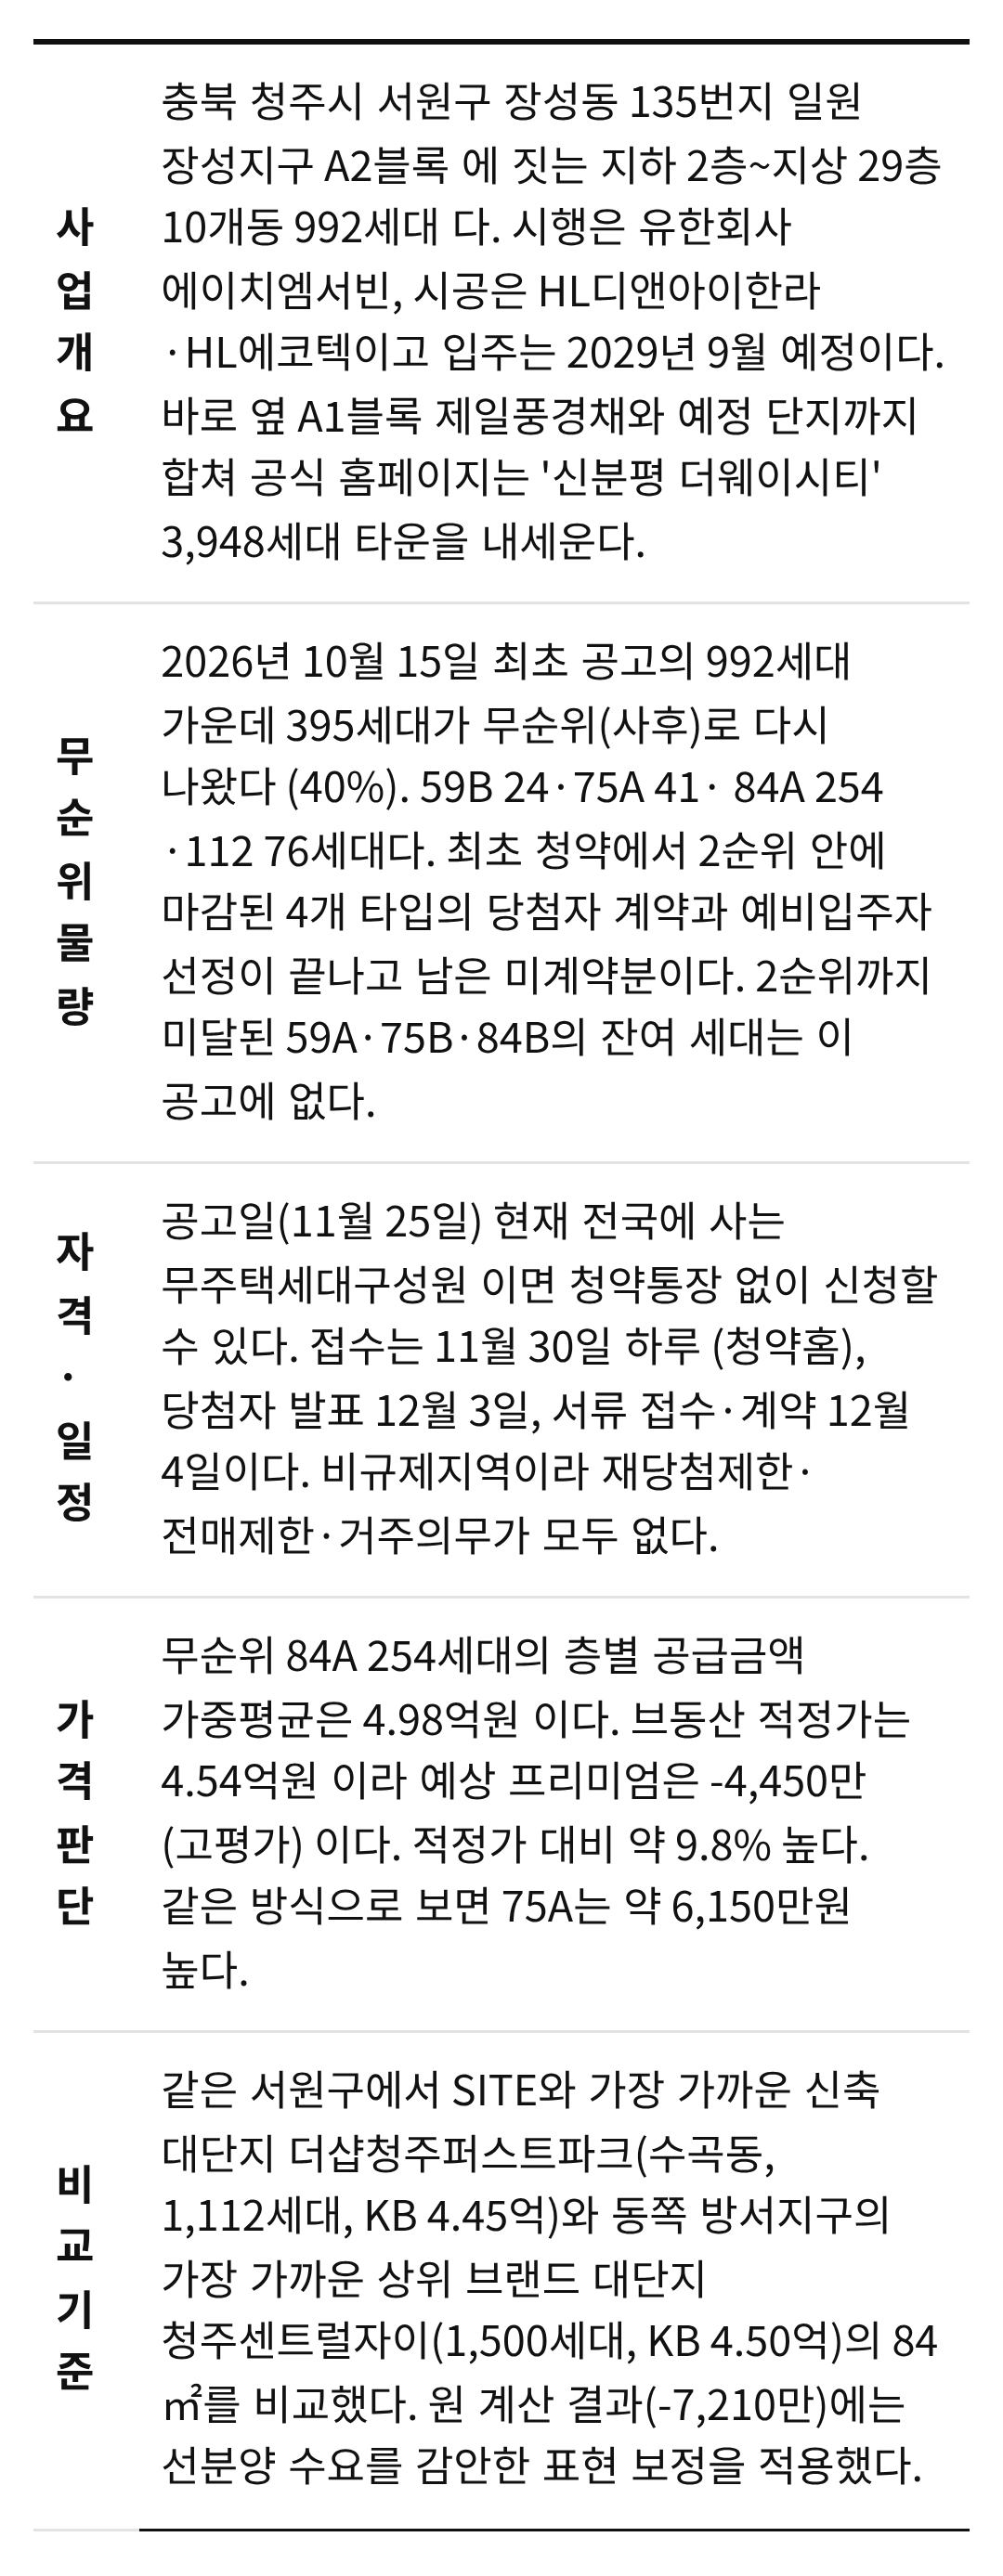 사업개요
충북 청주시 서원구 장성동 135번지 일원
장성지구 A2블록 에 짓는 지하 2층~지상 29층
10개동 992세대 다. 시행은 유한회사
에이치엠서빈, 시공은 HL디앤아이한라
·HL에코텍이고 입주는 2029년 9월 예정이다.
바로 옆 A1블록 제일풍경채와 예정 단지까지
합쳐 공식 홈페이지는 '신분평 더웨이시티'
3,948세대 타운을 내세운다.
무순위물량
2026년 10월 15일 최초 공고의 992세대
가운데 395세대가 무순위(사후)로 다시
나왔다 (40%). 59B 24·75A 41· 84A 254
·112 76세대다. 최초 청약에서 2순위 안에
마감된 4개 타입의 당첨자 계약과 예비입주자
선정이 끝나고 남은 미계약분이다. 2순위까지
미달된 59A·75B·84B의 잔여 세대는 이
공고에 없다.
자격·일정
공고일(11월 25일) 현재 전국에 사는
무주택세대구성원 이면 청약통장 없이 신청할
수 있다. 접수는 11월 30일 하루 (청약홈),
당첨자 발표 12월 3일, 서류 접수·계약 12월
4일이다. 비규제지역이라 재당첨제한·
전매제한·거주의무가 모두 없다.
가격판단
무순위 84A 254세대의 층별 공급금액
가중평균은 4.98억원 이다. 브동산 적정가는
4.54억원 이라 예상 프리미엄은 -4,450만
(고평가) 이다. 적정가 대비 약 9.8% 높다.
같은 방식으로 보면 75A는 약 6,150만원
높다.
비교기준
같은 서원구에서 SITE와 가장 가까운 신축
대단지 더샵청주퍼스트파크(수곡동,
1,112세대, KB 4.45억)와 동쪽 방서지구의
가장 가까운 상위 브랜드 대단지
청주센트럴자이(1,500세대, KB 4.50억)의 84
㎡를 비교했다. 원 계산 결과(-7,210만)에는
선분양 수요를 감안한 표현 보정을 적용했다.